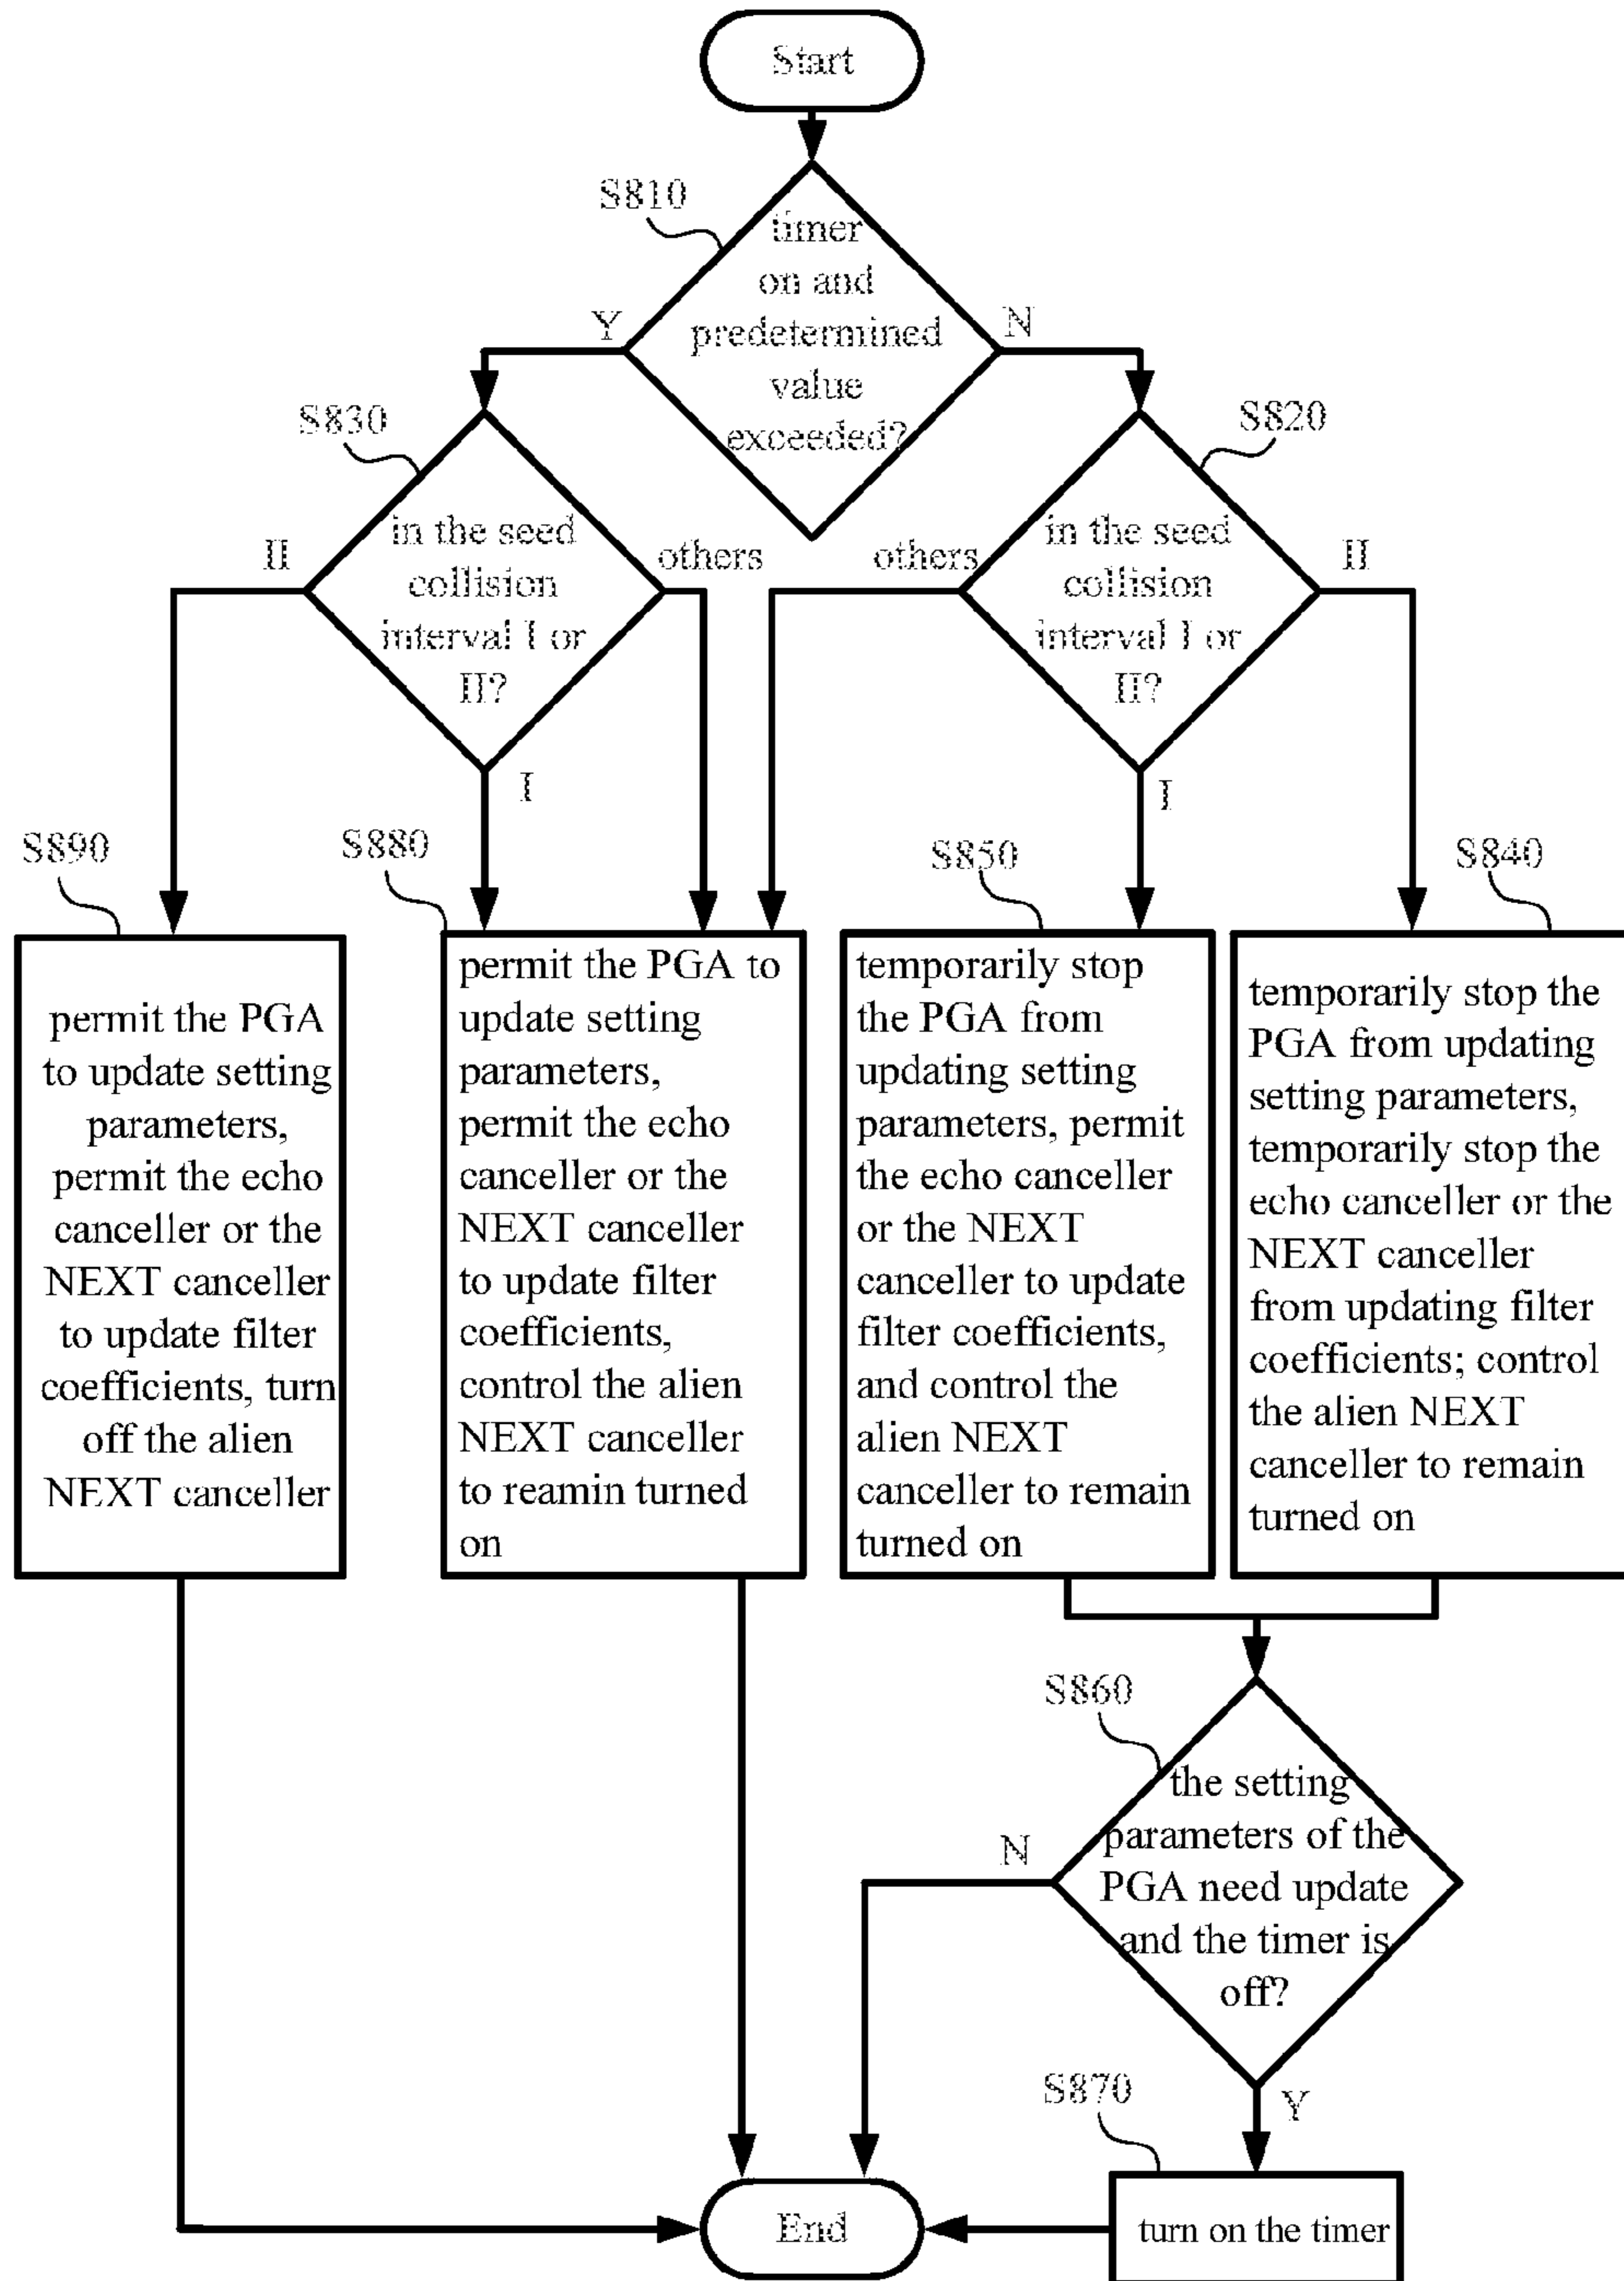 Start
S810
timer
on and
predetermined
value
exceeded?
Y
N
S830
in the seed
collision
interval I or
II?
II
others
I
S820
in the seed
collision
interval I or
II?
others
II
I
S890
permit the PGA
to update setting
parameters,
permit the echo
canceller or the
NEXT canceller
to update filter
coefficients, turn
off the alien
NEXT canceller
S880
permit the PGA to
update setting
parameters,
permit the echo
canceller or the
NEXT canceller
to update filter
coefficients,
control the alien
NEXT canceller
to reamin turned
on
S850
temporarily stop
the PGA from
updating setting
parameters, permit
the echo canceller
or the NEXT
canceller to update
filter coefficients,
and control the
alien NEXT
canceller to remain
turned on
S840
temporarily stop the
PGA from updating
setting parameters,
temporarily stop the
echo canceller or the
NEXT canceller
from updating filter
coefficients; control
the alien NEXT
canceller to remain
turned on
S860
the setting
parameters of the
PGA need update
and the timer is
off?
N
Y
S870
turn on the timer
End